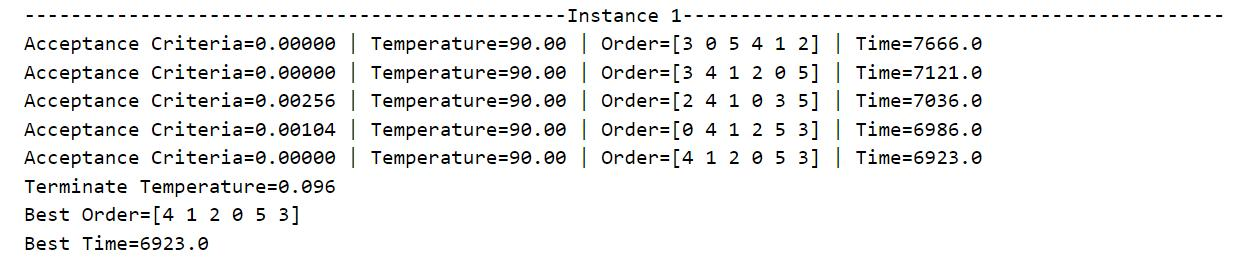 ---------------------------------------------Instance 1---------------------------------------------
Acceptance Criteria=0.00000 | Temperature=90.00 | Order=[3 0 5 4 1 2] | Time=7666.0
Acceptance Criteria=0.00000 | Temperature=90.00 | Order=[3 4 1 2 0 5] | Time=7121.0
Acceptance Criteria=0.00256 | Temperature=90.00 | Order=[2 4 1 0 3 5] | Time=7036.0
Acceptance Criteria=0.00104 | Temperature=90.00 | Order=[0 4 1 2 5 3] | Time=6986.0
Acceptance Criteria=0.00000 | Temperature=90.00 | Order=[4 1 2 0 5 3] | Time=6923.0
Terminate Temperature=0.096
Best Order=[4 1 2 0 5 3]
Best Time=6923.0